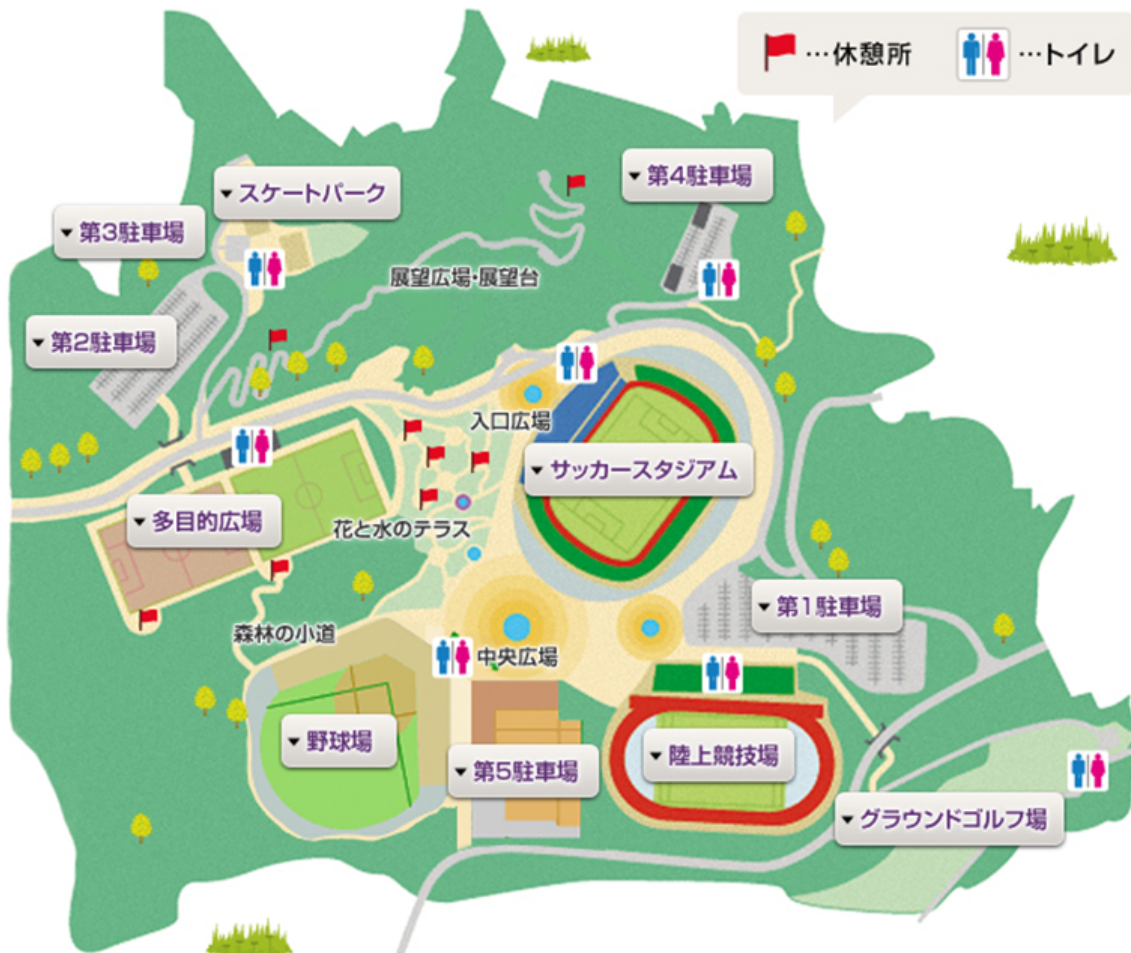 …休憩所
…トイレ
第4駐車場
スケートパーク
第3駐車場
展望広場・展望台
第2駐車場
入口広場
サッカースタジアム
多目的広場
花と水のテラス
第1駐車場
森林の小道
中央広場
野球場
第5駐車場
陸上競技場
グラウンドゴルフ場